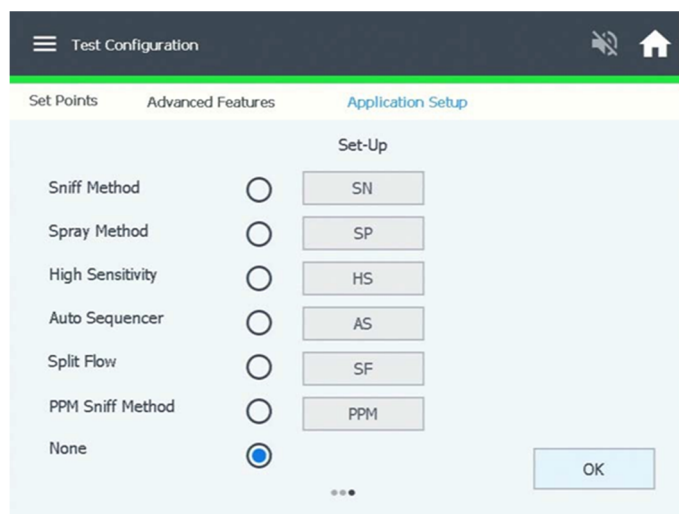 Test Configuration
Set Points Advanced Features Application Setup
Set-Up
Sniff Method SN
Spray Method SP
High Sensitivity HS
Auto Sequencer AS
Split Flow SF
PPM Sniff Method PPM
None
OK